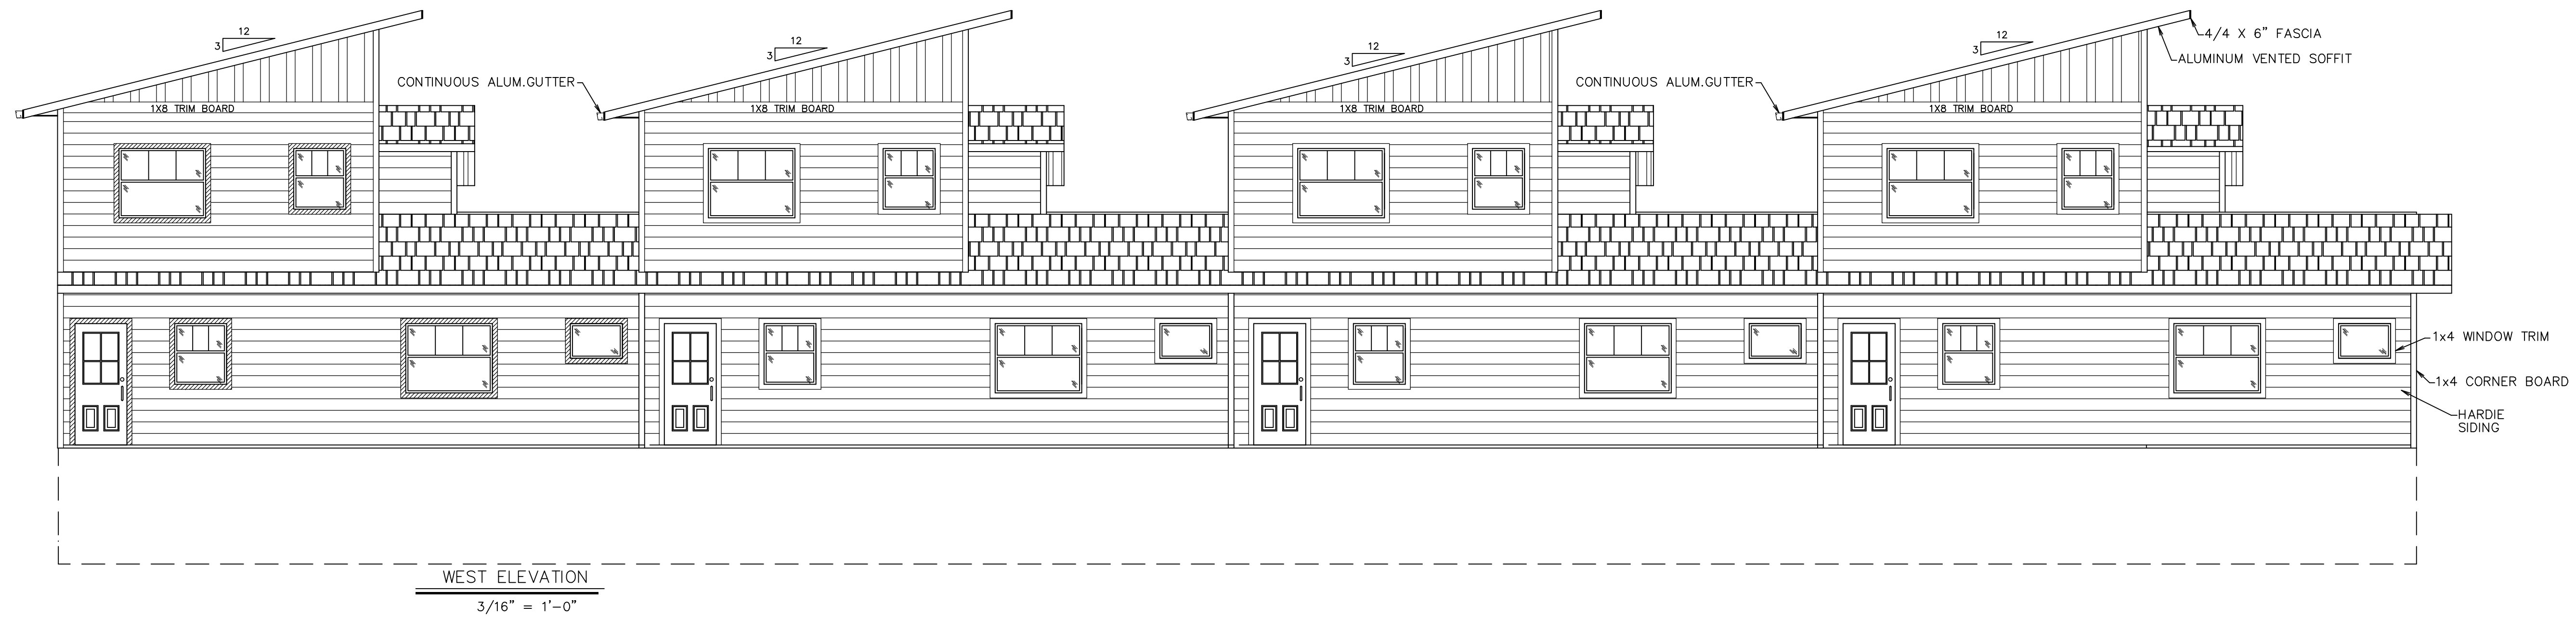 12
3
12
3
12
3
12
3
4/4 X 6" FASCIA
ALUMINUM VENTED SOFFIT
CONTINUOUS ALUM.GUTTER
CONTINUOUS ALUM.GUTTER
1X8 TRIM BOARD
1X8 TRIM BOARD
1X8 TRIM BOARD
1X8 TRIM BOARD
1x4 WINDOW TRIM
1x4 CORNER BOARD
HARDIE
SIDING
WEST ELEVATION
3/16" = 1'-0"